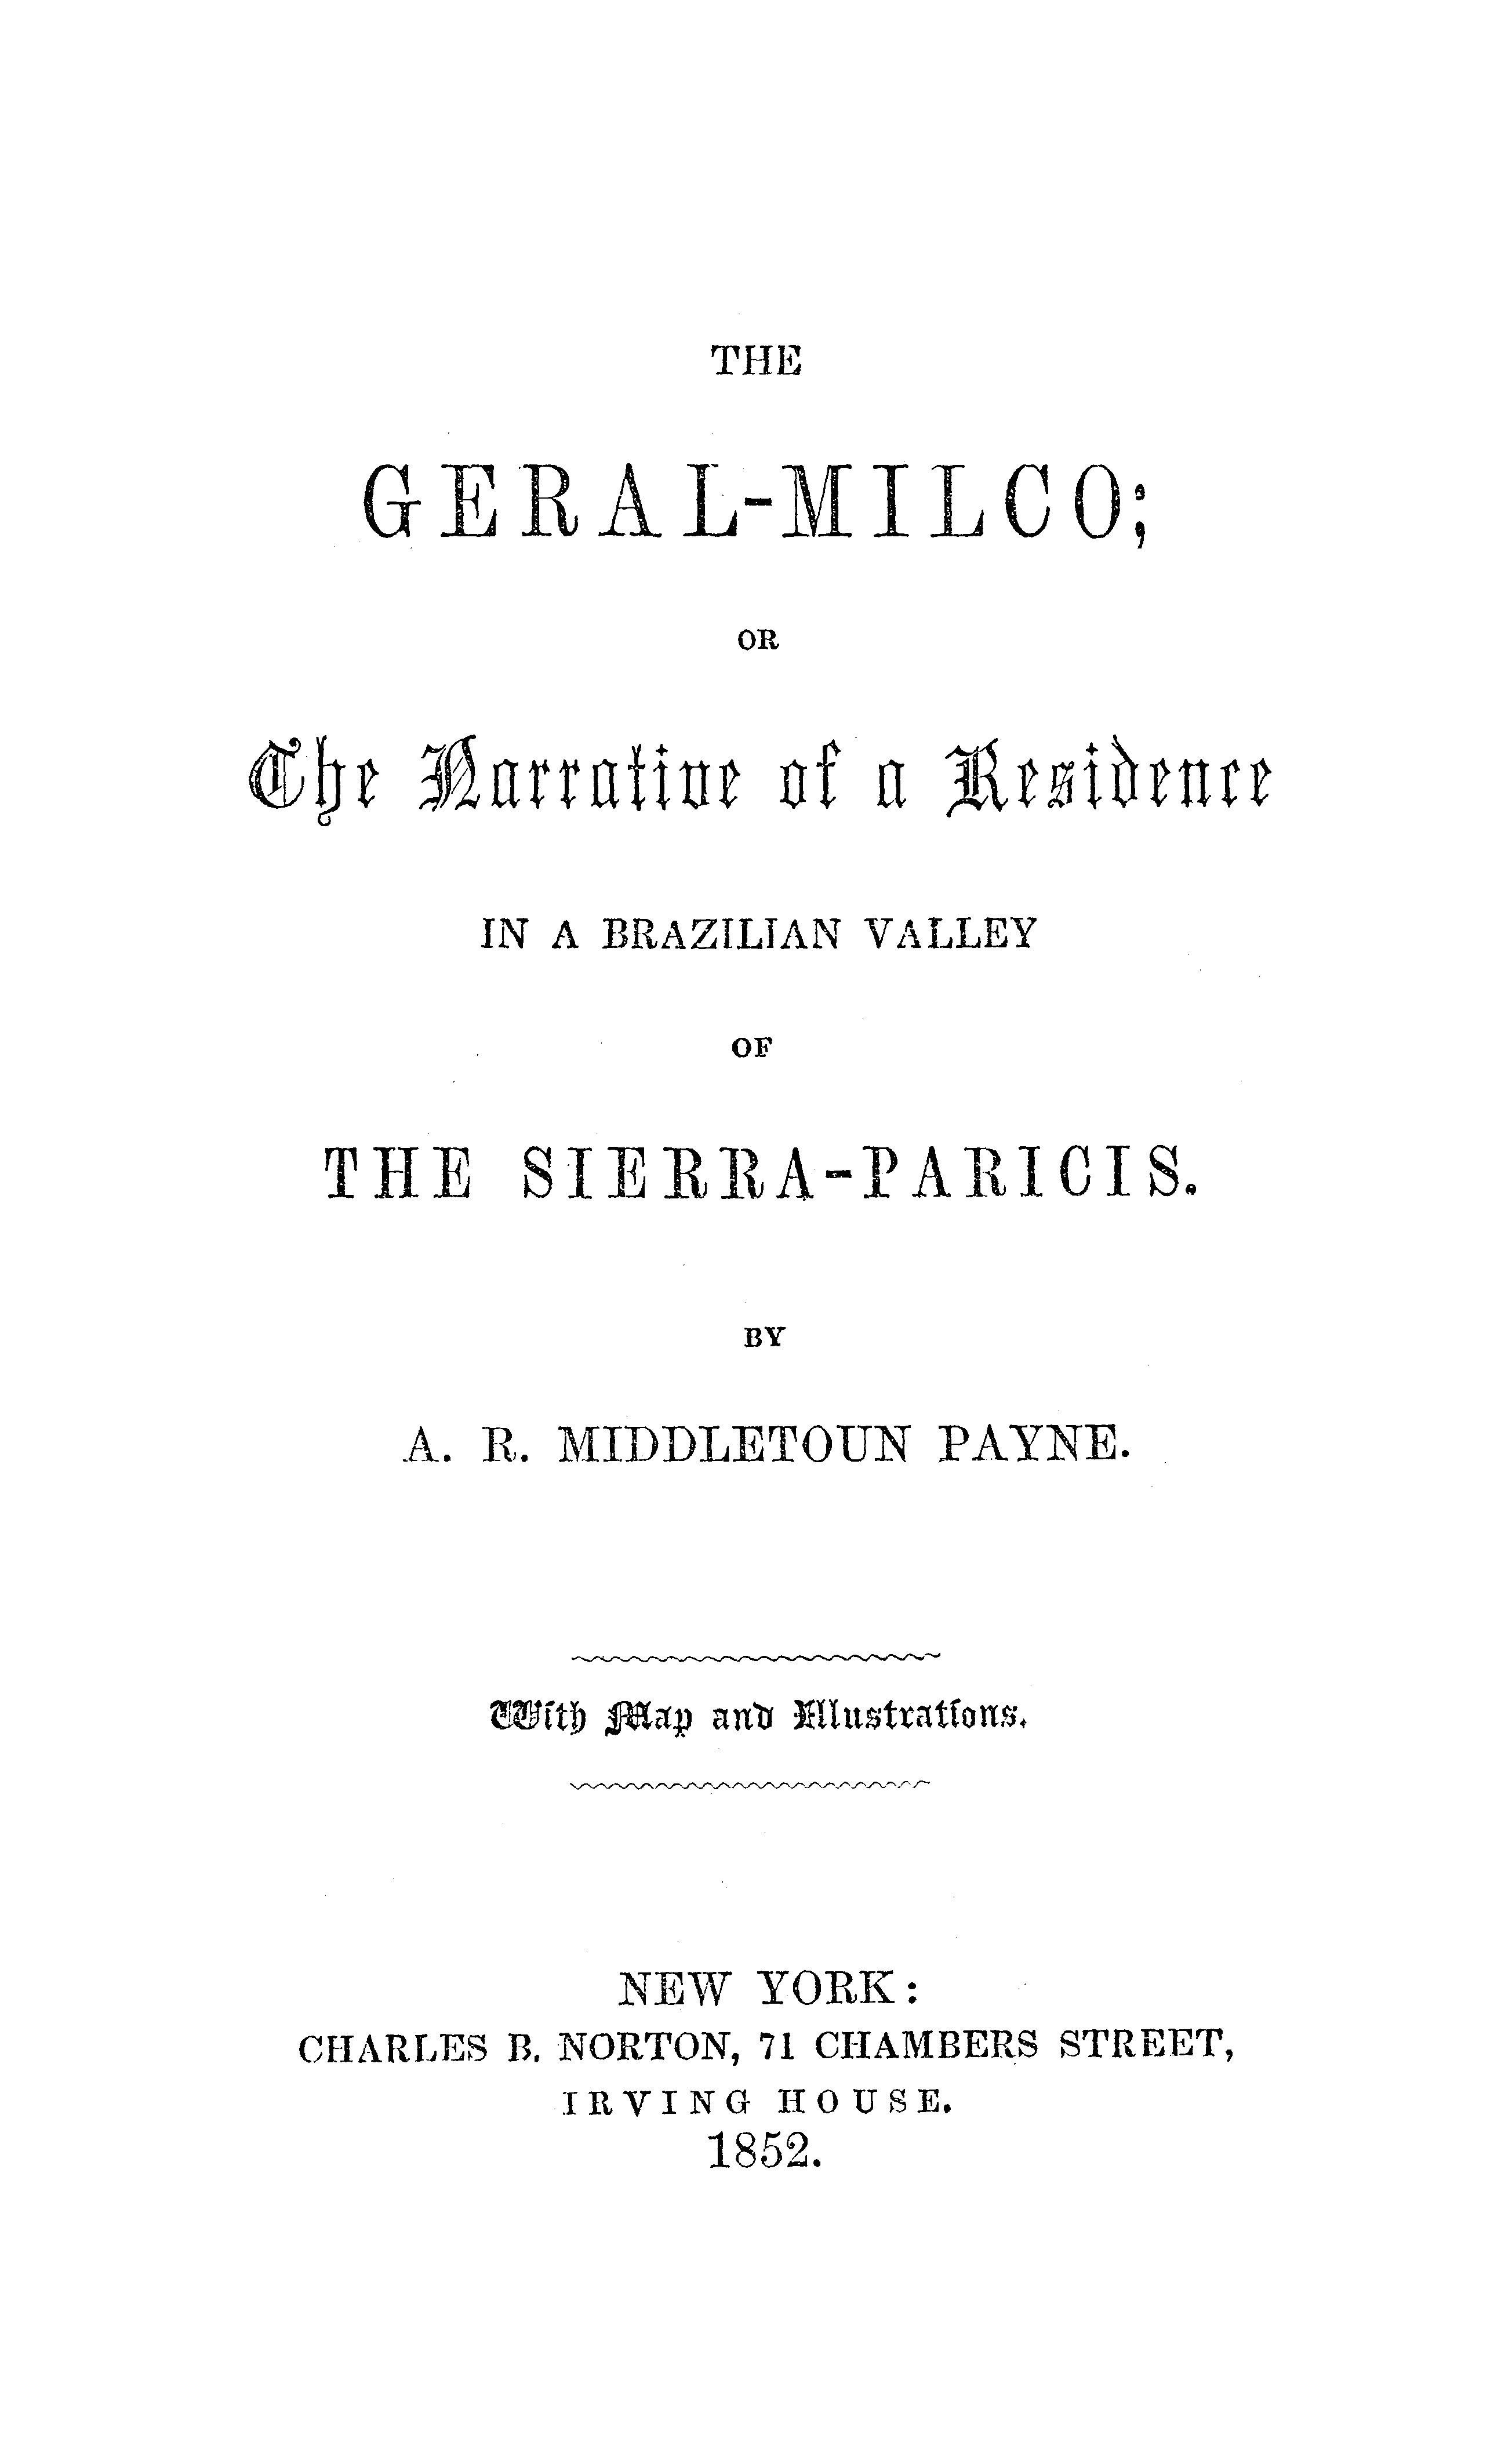 THE
GERAL-MILCO;
OR
The Narrative of a Residence
IN A BRAZILIAN VALLEY
OF
THE SIERRA-PARICIS.
BY
A. R. MIDDLETOUN PAYNE.
With Map and Illustrations.
NEW YORK:
CHARLES B. NORTON, 71 CHAMBERS STREET,
IRVING HOUSE.
1852.